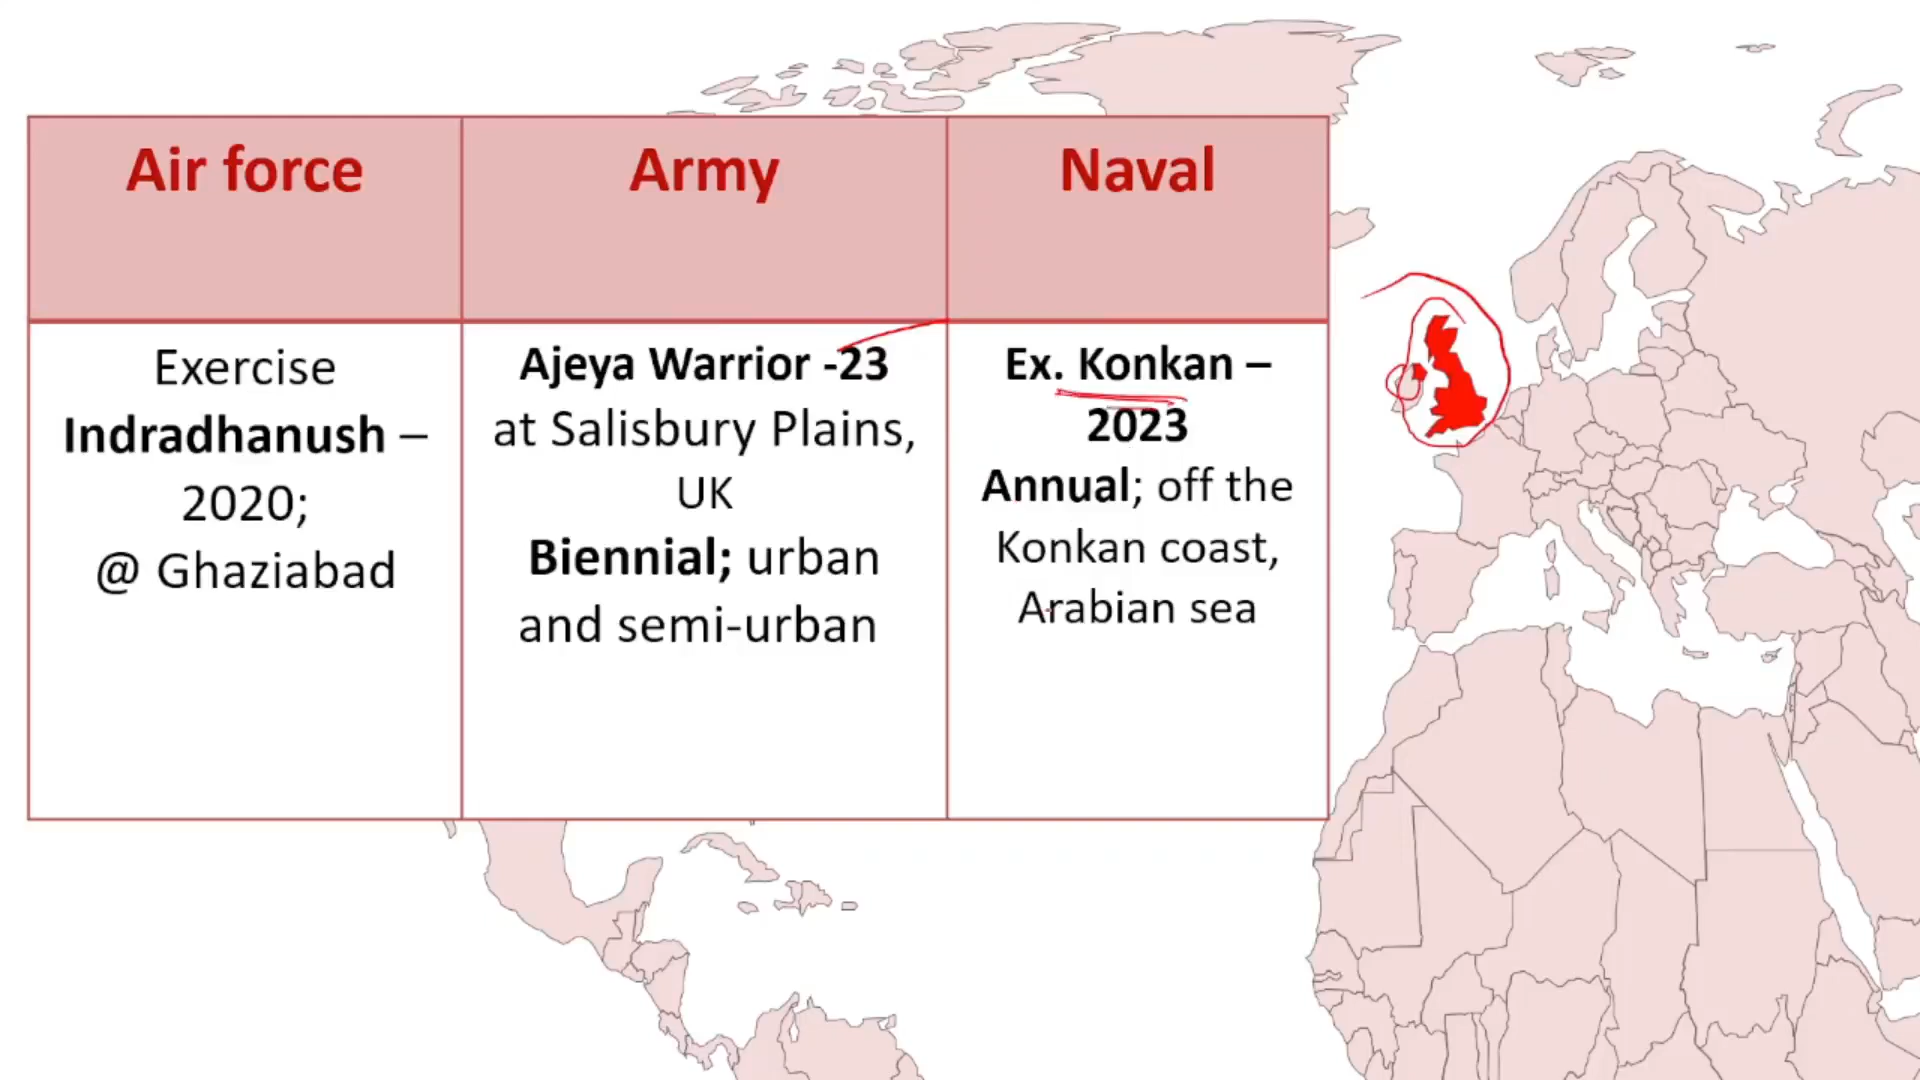 Air force
Army
Naval
Exercise
Indradhanush –
2020;
@ Ghaziabad
Ajeya Warrior -23
at Salisbury Plains,
UK
Biennial; urban
and semi-urban
Ex. Konkan –
2023
Annual; off the
Konkan coast,
Arabian sea